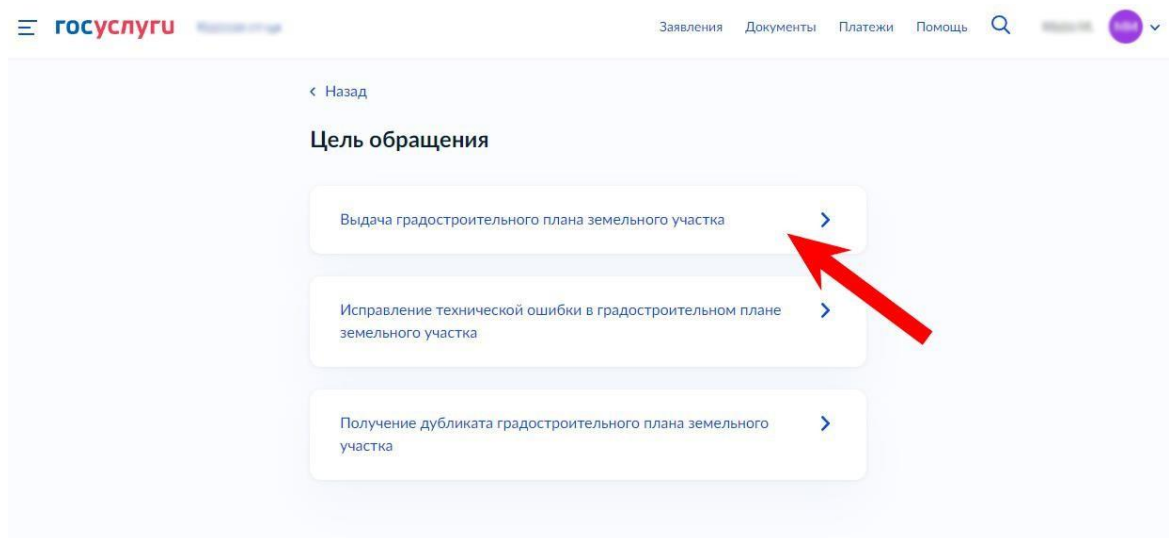 госуслуги
Заявления Документы Платежи Помощь
Назад
Цель обращения
Выдача градостроительного плана земельного участка
Исправление технической ошибки в градостроительном плане
земельного участка
Получение дубликата градостроительного плана земельного
участка